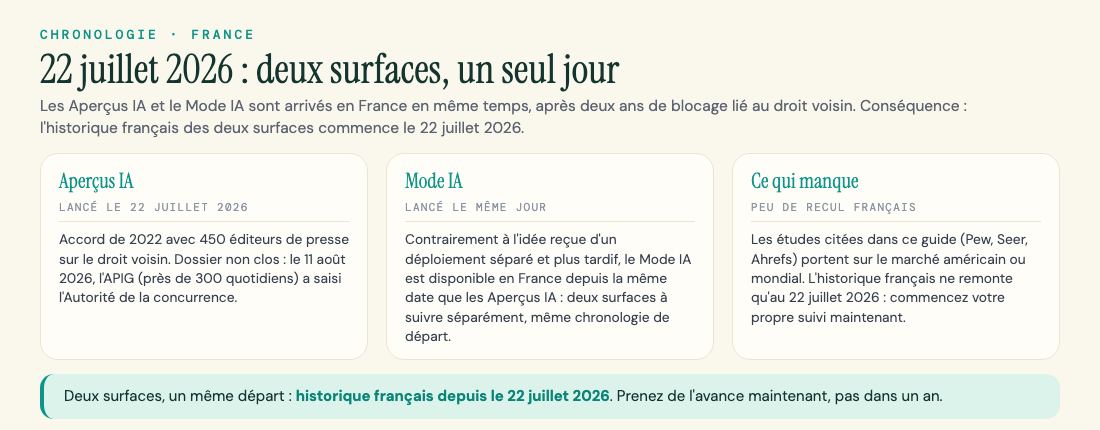 CHRONOLOGIE · FRANCE
22 juillet 2026 : deux surfaces, un seul jour
Les Aperçus IA et le Mode IA sont arrivés en France en même temps, après deux ans de blocage lié au droit voisin. Conséquence :
l'historique français des deux surfaces commence le 22 juillet 2026.
Aperçus IA
LANCÉ LE 22 JUILLET 2026
Accord de 2022 avec 450 éditeurs de presse
sur le droit voisin. Dossier non clos : le 11 août
2026, l'APIG (près de 300 quotidiens) a saisi
l'Autorité de la concurrence.
Mode IA
LANCÉ LE MÊME JOUR
Contrairement à l'idée reçue d'un
déploiement séparé et plus tardif, le Mode IA
est disponible en France depuis la même
date que les Aperçus IA : deux surfaces à
suivre séparément, même chronologie de
départ.
Ce qui manque
PEU DE RECUL FRANÇAIS
Les études citées dans ce guide (Pew, Seer,
Ahrefs) portent sur le marché américain ou
mondial. L'historique français ne remonte
qu'au 22 juillet 2026 : commencez votre
propre suivi maintenant.
Deux surfaces, un même départ : historique français depuis le 22 juillet 2026. Prenez de l'avance maintenant, pas dans un an.